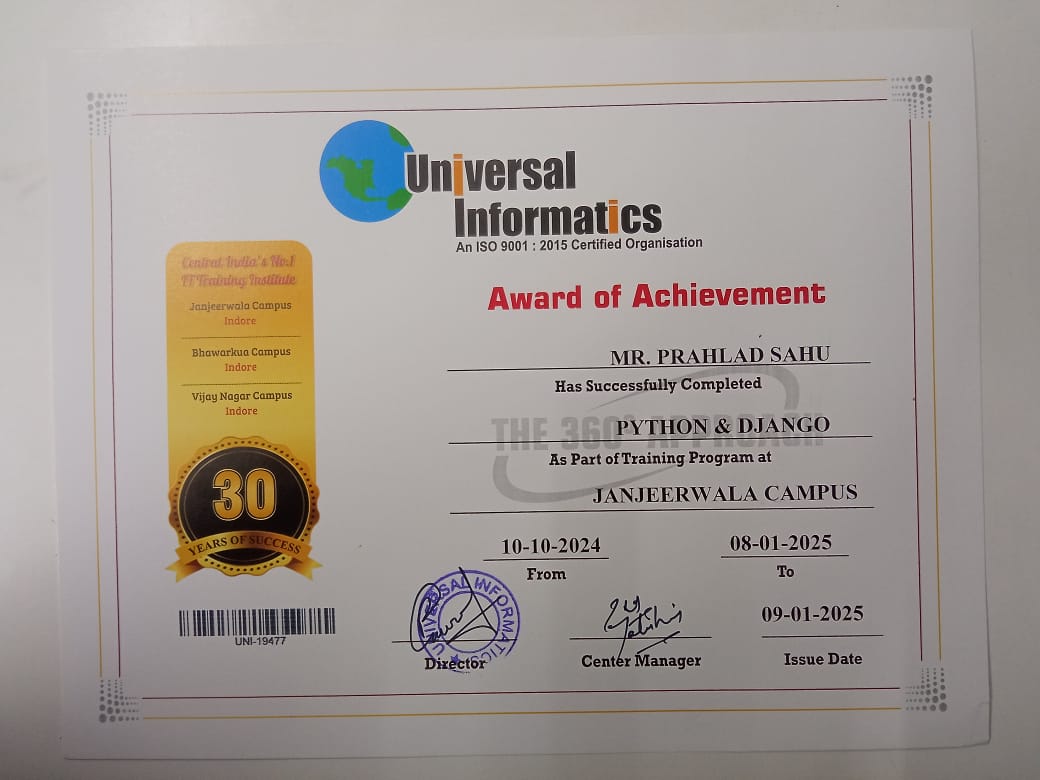 Universal
Informatics
An ISO 9001 : 2015 Certified Organisation
Central India's No.1
IT Training Institute
Janjeerwala Campus
Indore
Bhawarkua Campus
Indore
Vijay Nagar Campus
Indore
30
YEARS OF SUCCESS
UNI-19477
Award of Achievement
MR. PRAHLAD SAHU
Has Successfully Completed
THE 360° APPROACH
PYTHON & DJANGO
As Part of Training Program at
JANJEERWALA CAMPUS
10-10-2024
From
08-01-2025
To
UNIVERSAL INFORMATICS
Director
Center Manager
09-01-2025
Issue Date